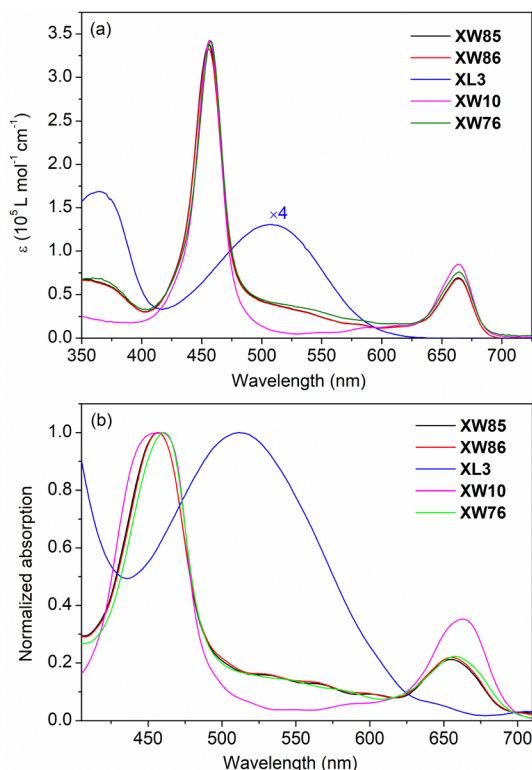 (a)
XW85
XW86
XL3
XW10
XW76
×4
3.5
3.0
2.5
2.0
1.5
1.0
0.5
0.0
ε (10⁵ L mol⁻¹ cm⁻¹)
350 400 450 500 550 600 650 700
Wavelength (nm)
(b)
XW85
XW86
XL3
XW10
XW76
1.0
0.8
0.6
0.4
0.2
0.0
Normalized absorption
450 500 550 600 650 700
Wavelength (nm)